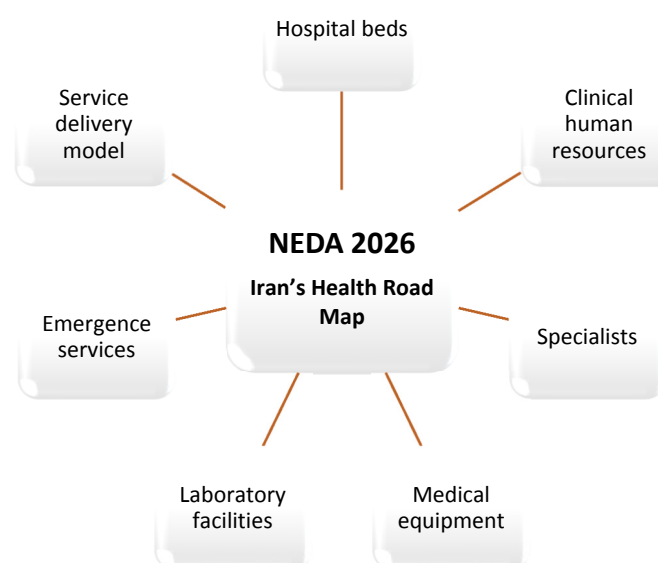 Hospital beds
Service
delivery
model
Clinical
human
resources
NEDA 2026
Iran’s Health Road
Map
Emergence
services
Specialists
Laboratory
facilities
Medical
equipment